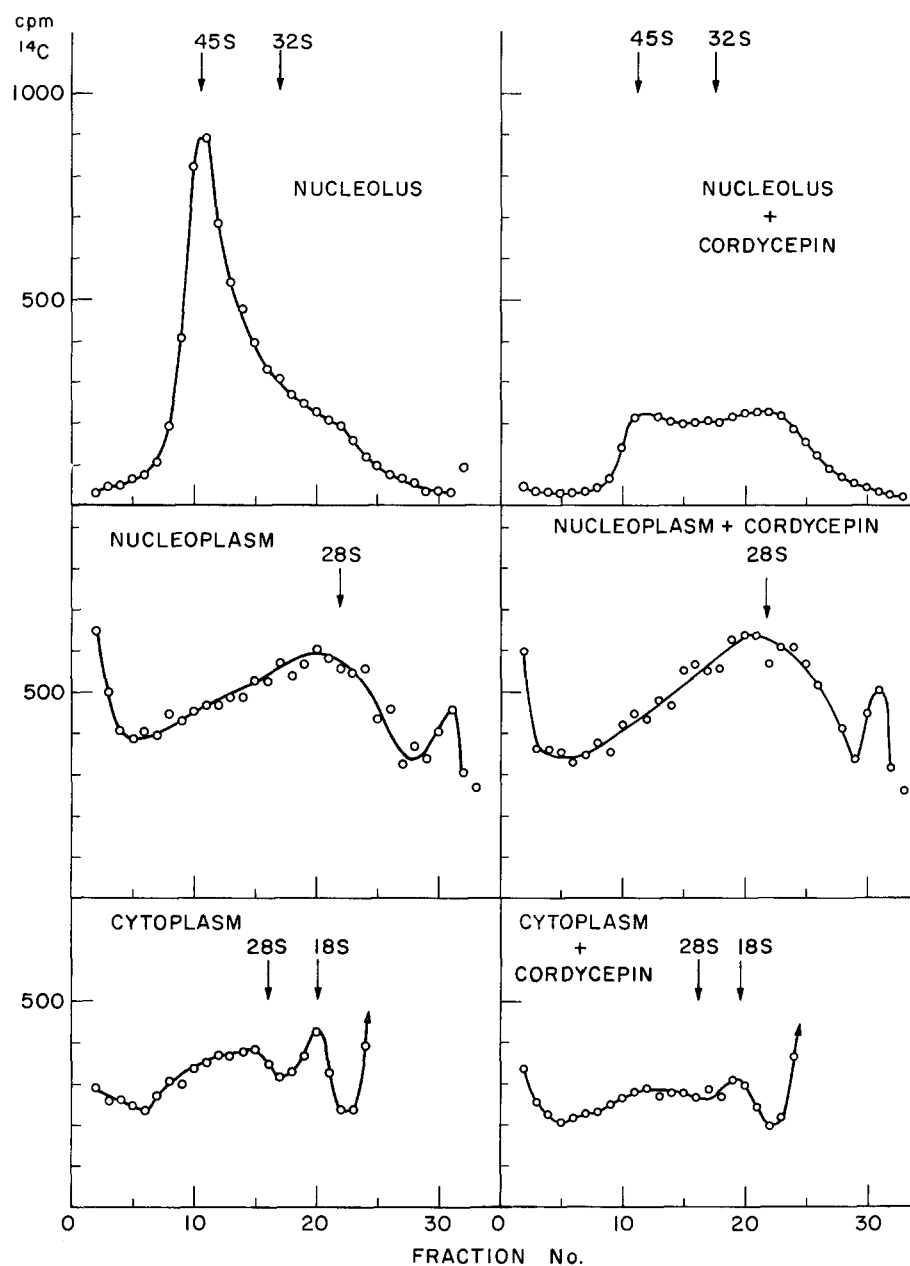 cpm
14C
1000
500
45S 32S
NUCLEOLUS
45S 32S
NUCLEOLUS
+
CORDYCEPIN
500
NUCLEOPLASM
28S
NUCLEOPLASM + CORDYCEPIN
28S
500
CYTOPLASM
28S 18S
CYTOPLASM
+
CORDYCEPIN
28S 18S
0 10 20 30 0 10 20 30
FRACTION No.